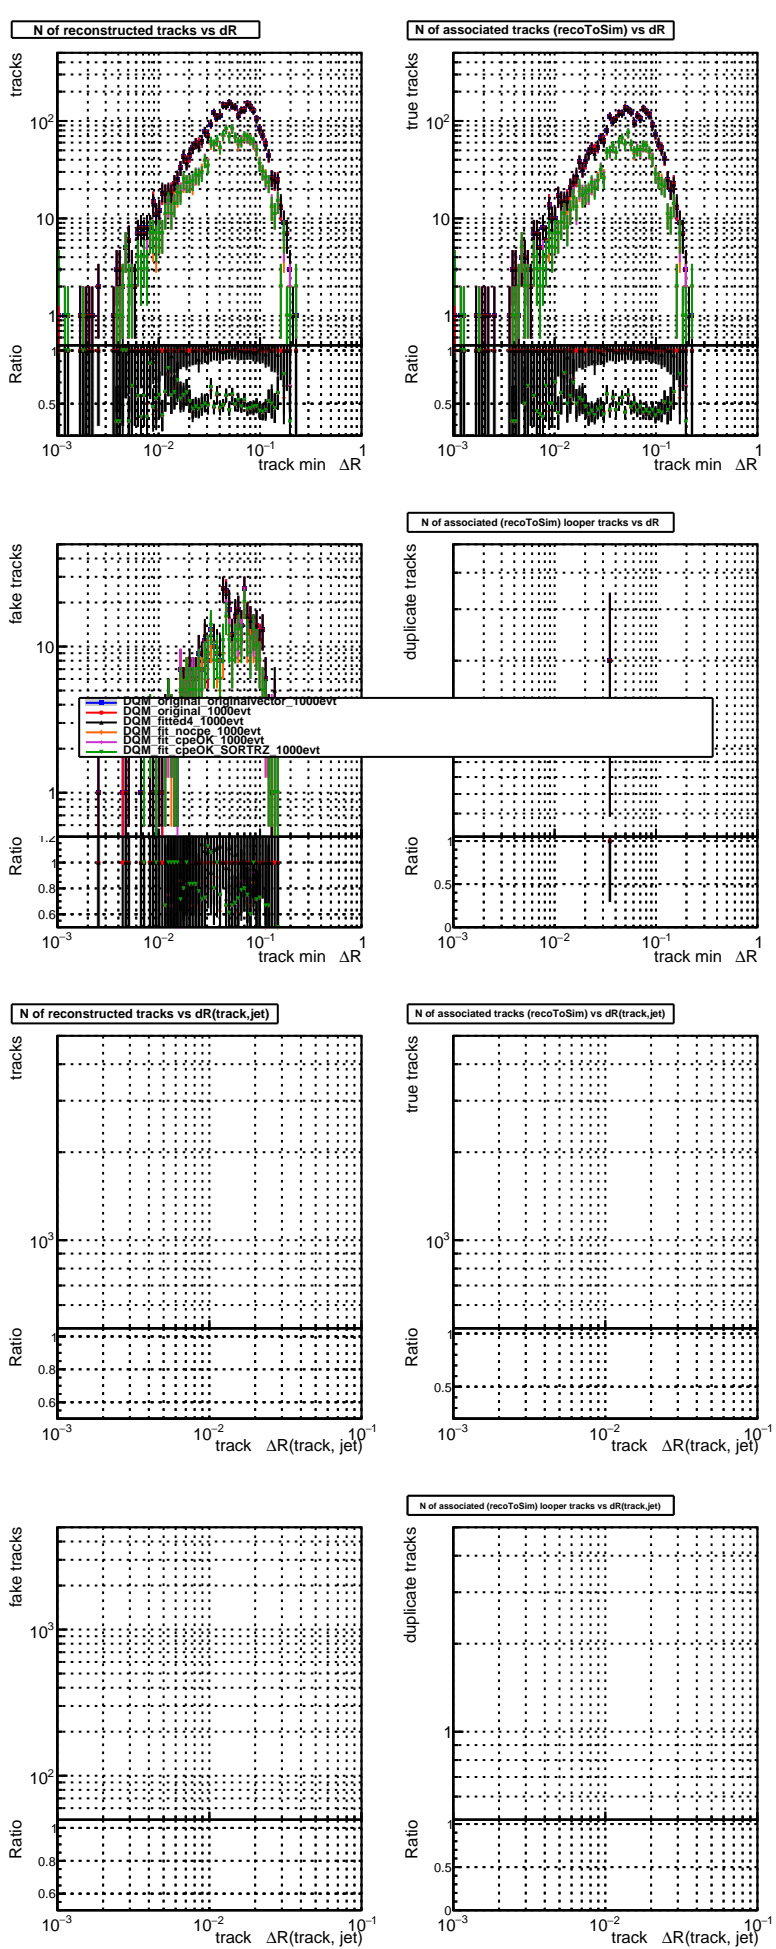 N of reconstructed tracks vs dR
tracks
10²
10
1
Ratio
1
0.5
10⁻³ 10⁻² 10⁻¹ 1
track min ΔR
N of associated tracks (recoToSim) vs dR
true tracks
10²
10
1
Ratio
1
0.5
10⁻³ 10⁻² 10⁻¹ 1
track min ΔR
fake tracks
10
1
Ratio
1.2
1
0.8
0.6
10⁻³ 10⁻² 10⁻¹ 1
track min ΔR
N of associated (recoToSim) looper tracks vs dR
duplicate tracks
Ratio
1
0.5
0
10⁻³ 10⁻² 10⁻¹ 1
track min ΔR
DQM_original_originalvector_1000evt
DQM_original_1000evt
DQM_fitted4_1000evt
DQM_fit_nocpe_1000evt
DQM_fit_cpeOK_1000evt
DQM_fit_cpeOK_SORTRZ_1000evt
N of reconstructed tracks vs dR(track,jet)
tracks
10³
Ratio
1
0.8
0.6
10⁻³ 10⁻² 10⁻¹
track ΔR(track, jet)
N of associated tracks (recoToSim) vs dR(track,jet)
true tracks
10³
Ratio
1
0.5
10⁻³ 10⁻² 10⁻¹
track ΔR(track, jet)
fake tracks
10³
10²
Ratio
1
0.8
0.6
10⁻³ 10⁻² 10⁻¹
track ΔR(track, jet)
N of associated (recoToSim) looper tracks vs dR(track,jet)
duplicate tracks
1
Ratio
1
0.5
0
10⁻³ 10⁻² 10⁻¹
track ΔR(track, jet)